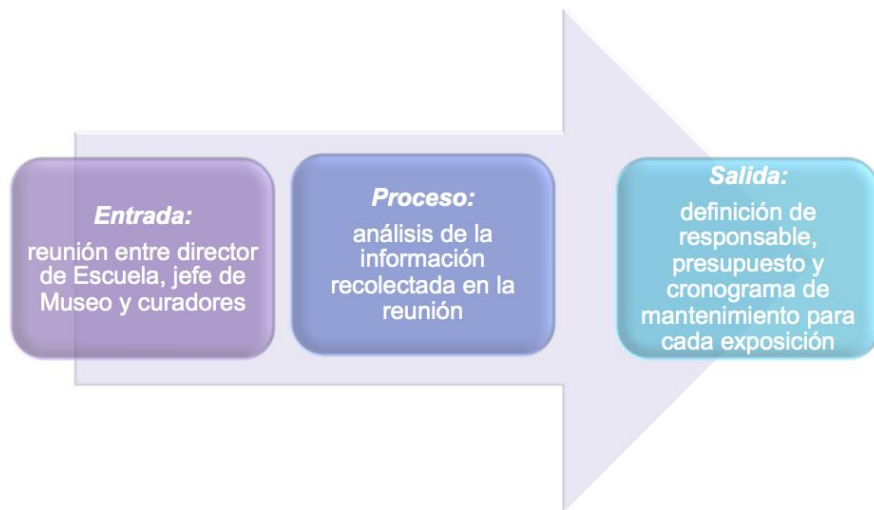 Entrada:
reunión entre director
de Escuela, jefe de
Museo y curadores
Proceso:
análisis de la
información
recolectada en la
reunión
Salida:
definición de
responsable,
presupuesto y
cronograma de
mantenimiento para
cada exposición